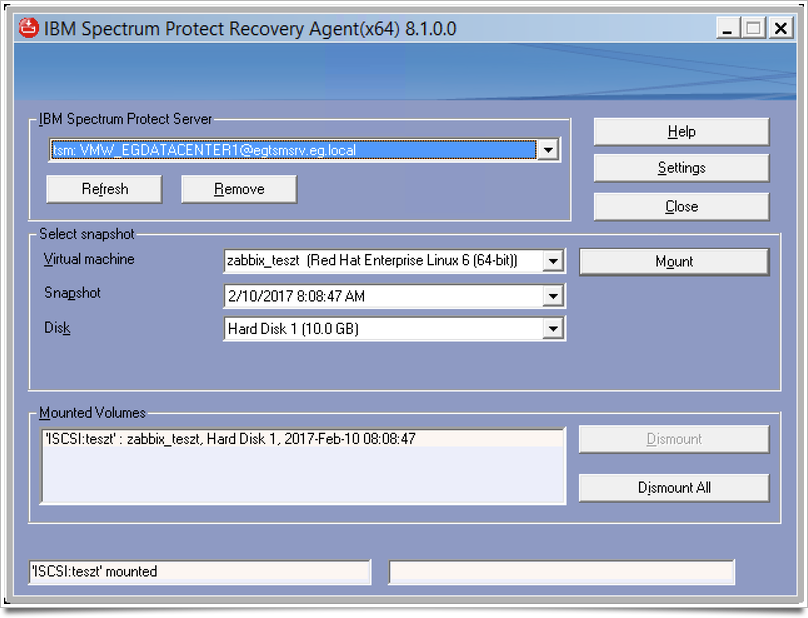 IBM Spectrum Protect Recovery Agent(x64) 8.1.0.0
IBM Spectrum Protect Server
tsm: VMW_EGDATACENTER1@egtsmsrv.eg.local
Refresh Remove
Help
Settings
Close
Select snapshot
Virtual machine zabbix_teszt (Red Hat Enterprise Linux 6 (64-bit)) Mount
Snapshot 2/10/2017 8:08:47 AM
Disk Hard Disk 1 (10.0 GB)
Mounted Volumes
'ISCSI:teszt' : zabbix_teszt, Hard Disk 1, 2017-Feb-10 08:08:47 Dismount
Dismount All
'ISCSI:teszt' mounted